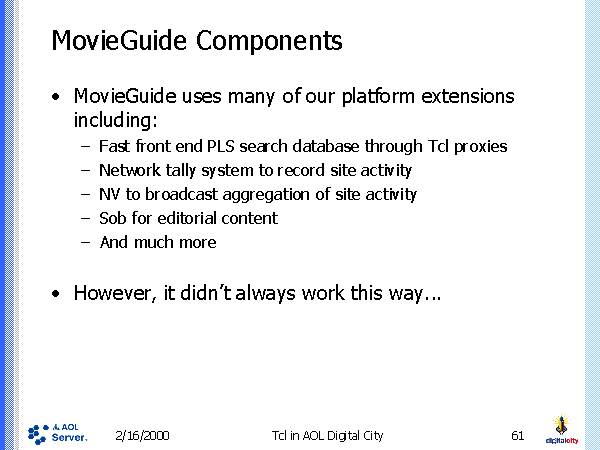 MovieGuide Components
• MovieGuide uses many of our platform extensions
including:
– Fast front end PLS search database through Tcl proxies
– Network tally system to record site activity
– NV to broadcast aggregation of site activity
– Sob for editorial content
– And much more
• However, it didn't always work this way...
AOL
Server.
2/16/2000
Tcl in AOL Digital City
61
digitalcity